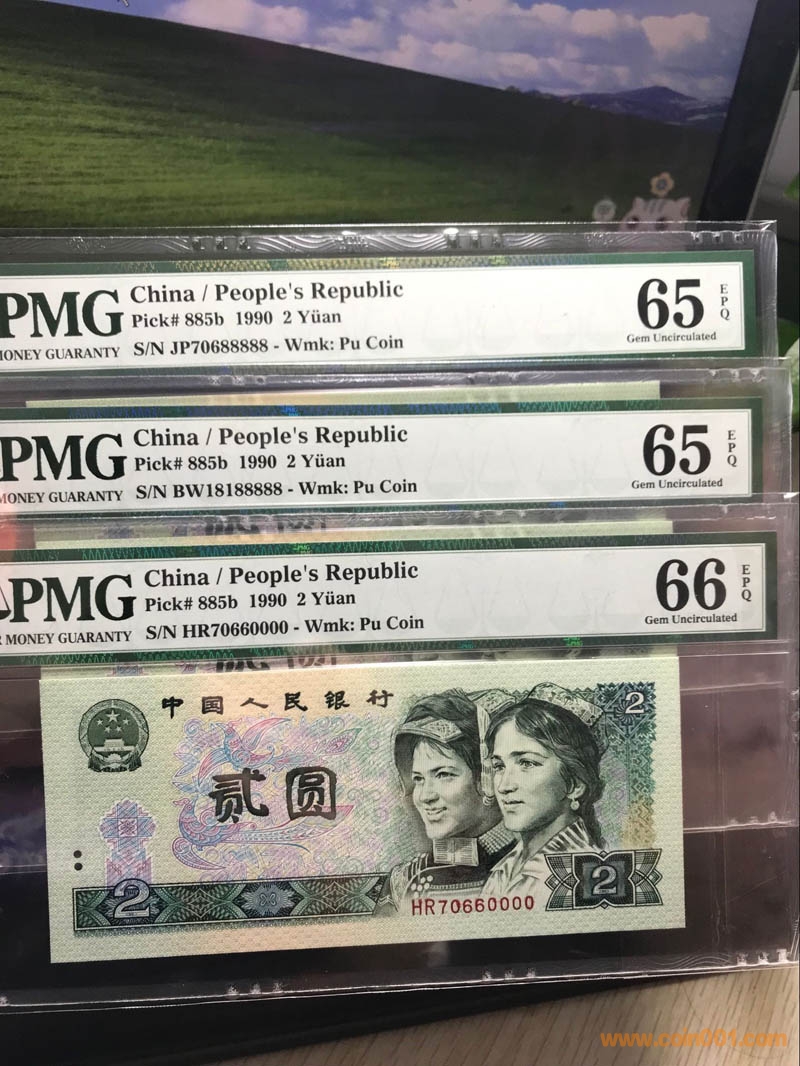 PMG
China / People's Republic
Pick# 885b 1990 2 Yüan
S/N JP70688888 - Wmk: Pu Coin
MONEY GUARANTY
65
EPQ
Gem Uncirculated
PMG
China / People's Republic
Pick# 885b 1990 2 Yüan
S/N BW18188888 - Wmk: Pu Coin
MONEY GUARANTY
65
EPQ
Gem Uncirculated
PMG
China / People's Republic
Pick# 885b 1990 2 Yüan
S/N HR70660000 - Wmk: Pu Coin
MONEY GUARANTY
66
EPQ
Gem Uncirculated
中国人民银行
2
贰圆
2
2
HR70660000
www.coin001.com